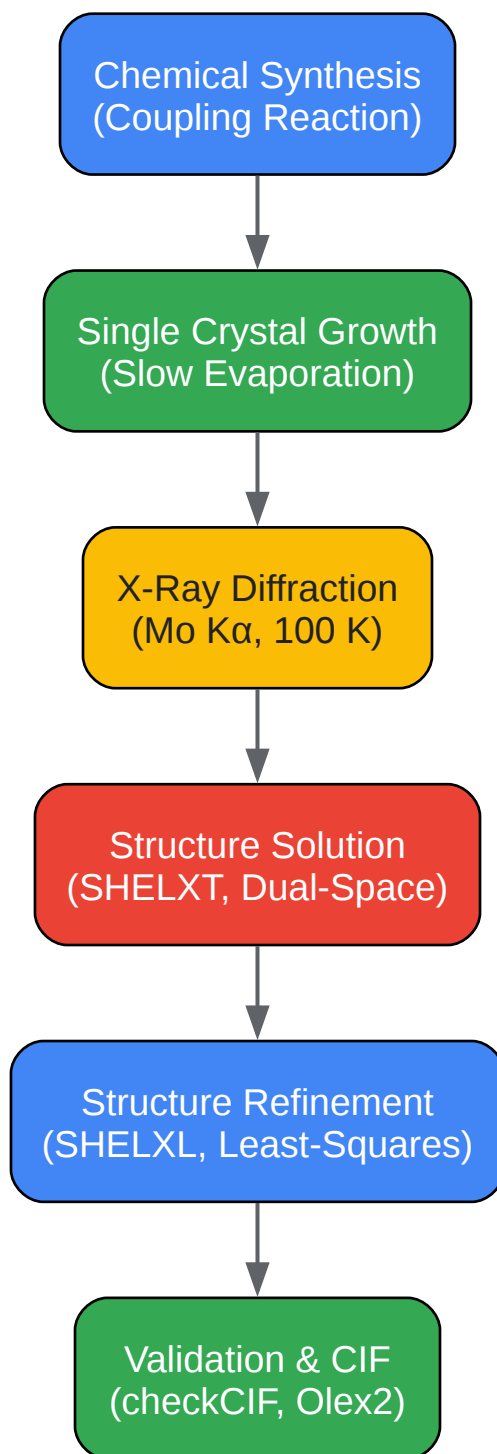 Chemical Synthesis
(Coupling Reaction)
Single Crystal Growth
(Slow Evaporation)
X-Ray Diffraction
(Mo Kα, 100 K)
Structure Solution
(SHELXT, Dual-Space)
Structure Refinement
(SHELXL, Least-Squares)
Validation & CIF
(checkCIF, Olex2)